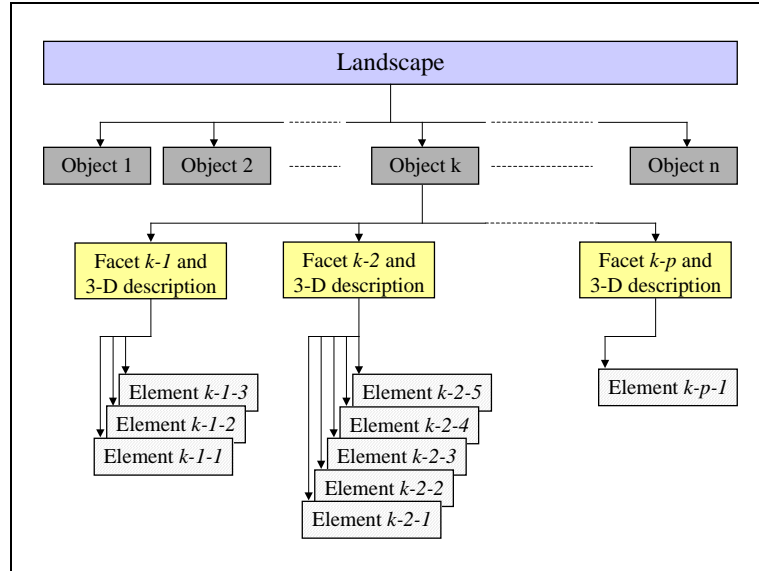 Landscape
Object 1
Object 2
Object k
Object n
Facet k-1 and
3-D description
Facet k-2 and
3-D description
Facet k-p and
3-D description
Element k-1-3
Element k-1-2
Element k-1-1
Element k-2-5
Element k-2-4
Element k-2-3
Element k-2-2
Element k-2-1
Element k-p-1